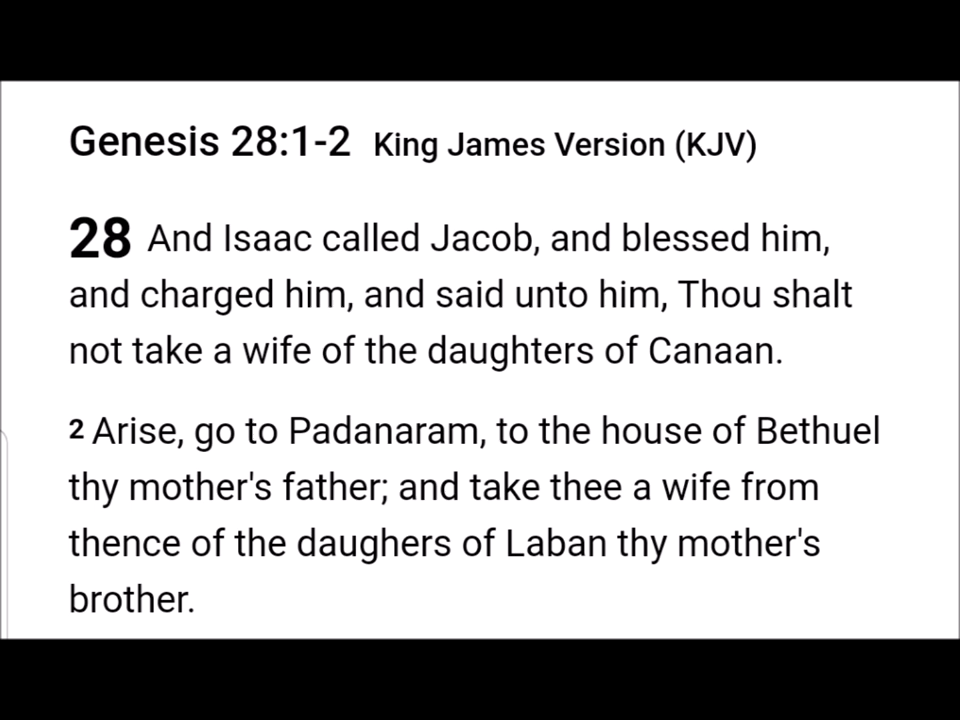 Genesis 28:1-2 King James Version (KJV)
28 And Isaac called Jacob, and blessed him,
and charged him, and said unto him, Thou shalt
not take a wife of the daughters of Canaan.
2 Arise, go to Padanaram, to the house of Bethuel
thy mother's father; and take thee a wife from
thence of the daughers of Laban thy mother's
brother.